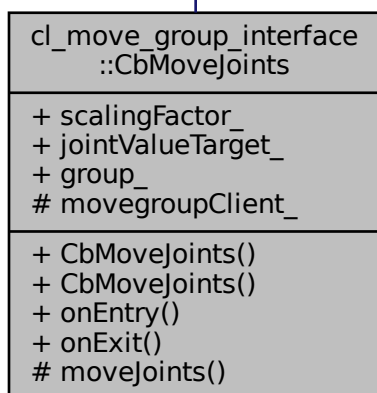 cl_move_group_interface
::CbMoveJoints
+ scalingFactor_
+ jointValueTarget_
+ group_
# movegroupClient_
+ CbMoveJoints()
+ CbMoveJoints()
+ onEntry()
+ onExit()
# moveJoints()